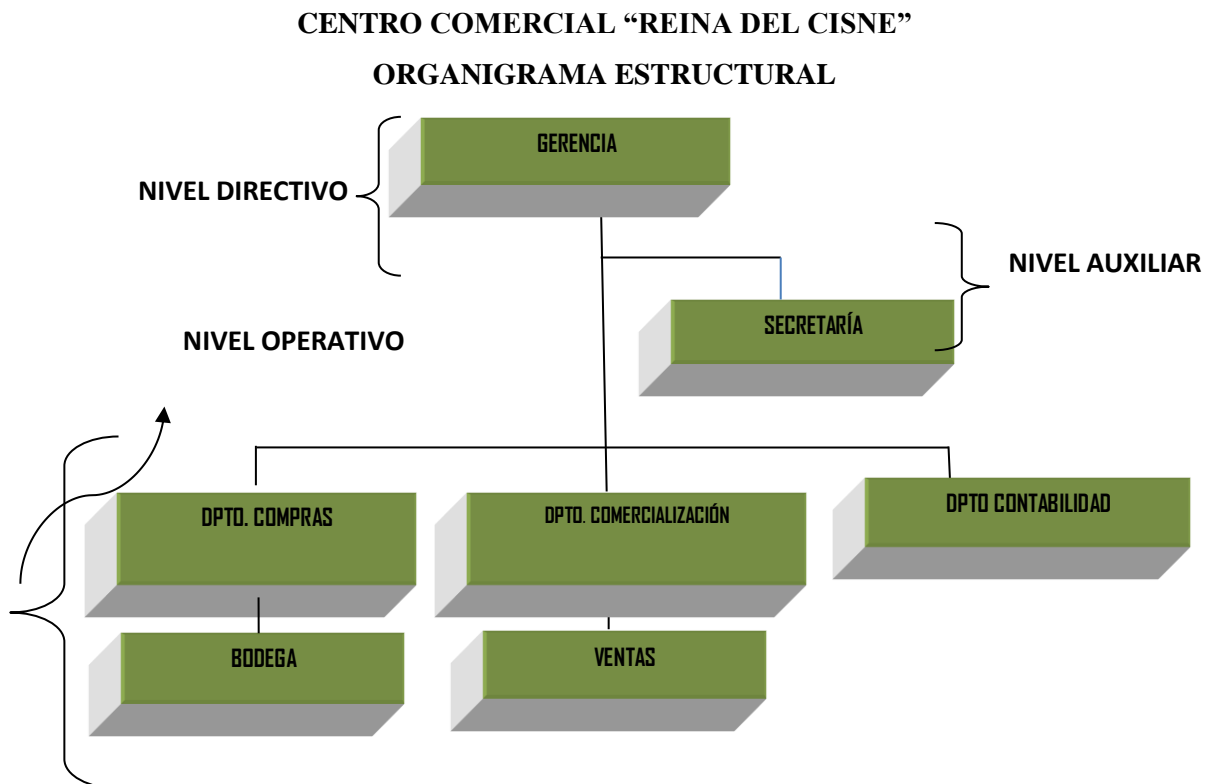 CENTRO COMERCIAL “REINA DEL CISNE”
ORGANIGRAMA ESTRUCTURAL
GERENCIA
NIVEL DIRECTIVO
NIVEL AUXILIAR
SECRETARÍA
NIVEL OPERATIVO
DPTO. COMPRAS
DPTO. COMERCIALIZACIÓN
DPTO CONTABILIDAD
BODEGA
VENTAS